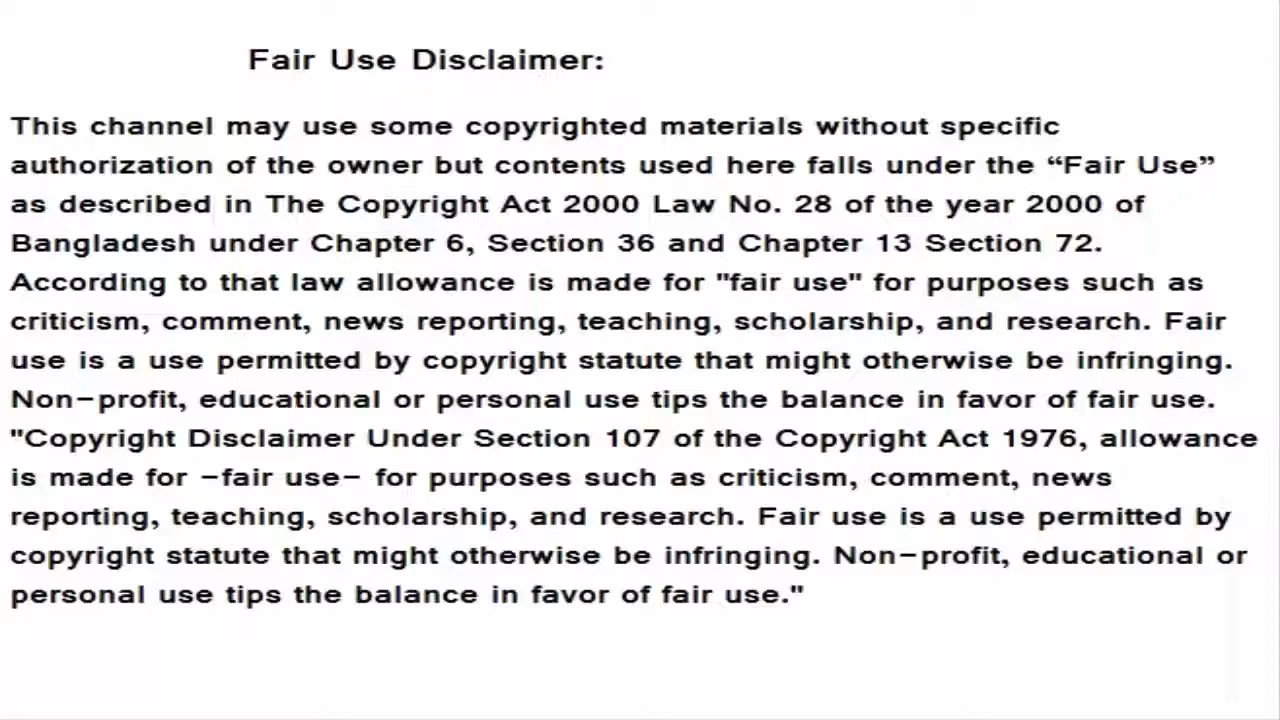 Fair Use Disclaimer:
This channel may use some copyrighted materials without specific
authorization of the owner but contents used here falls under the “Fair Use”
as described in The Copyright Act 2000 Law No. 28 of the year 2000 of
Bangladesh under Chapter 6, Section 36 and Chapter 13 Section 72.
According to that law allowance is made for "fair use" for purposes such as
criticism, comment, news reporting, teaching, scholarship, and research. Fair
use is a use permitted by copyright statute that might otherwise be infringing.
Non-profit, educational or personal use tips the balance in favor of fair use.
"Copyright Disclaimer Under Section 107 of the Copyright Act 1976, allowance
is made for -fair use- for purposes such as criticism, comment, news
reporting, teaching, scholarship, and research. Fair use is a use permitted by
copyright statute that might otherwise be infringing. Non-profit, educational or
personal use tips the balance in favor of fair use."